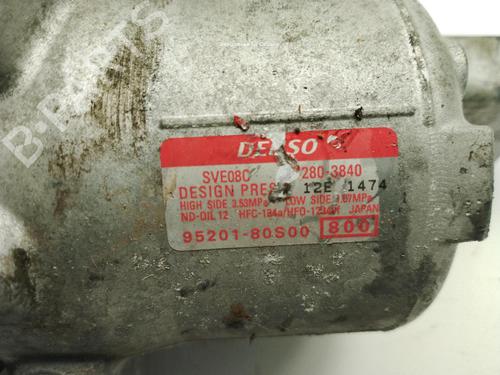 B-PARTS
DENSO
SVE08C 280-3840
DESIGN PRES 12E 1474
HIGH SIDE 3.53MPa LOW SIDE 1.67MPa
ND-OIL 12 HFC-134a/HFO-1234yf JAPAN
95201-80S00 800